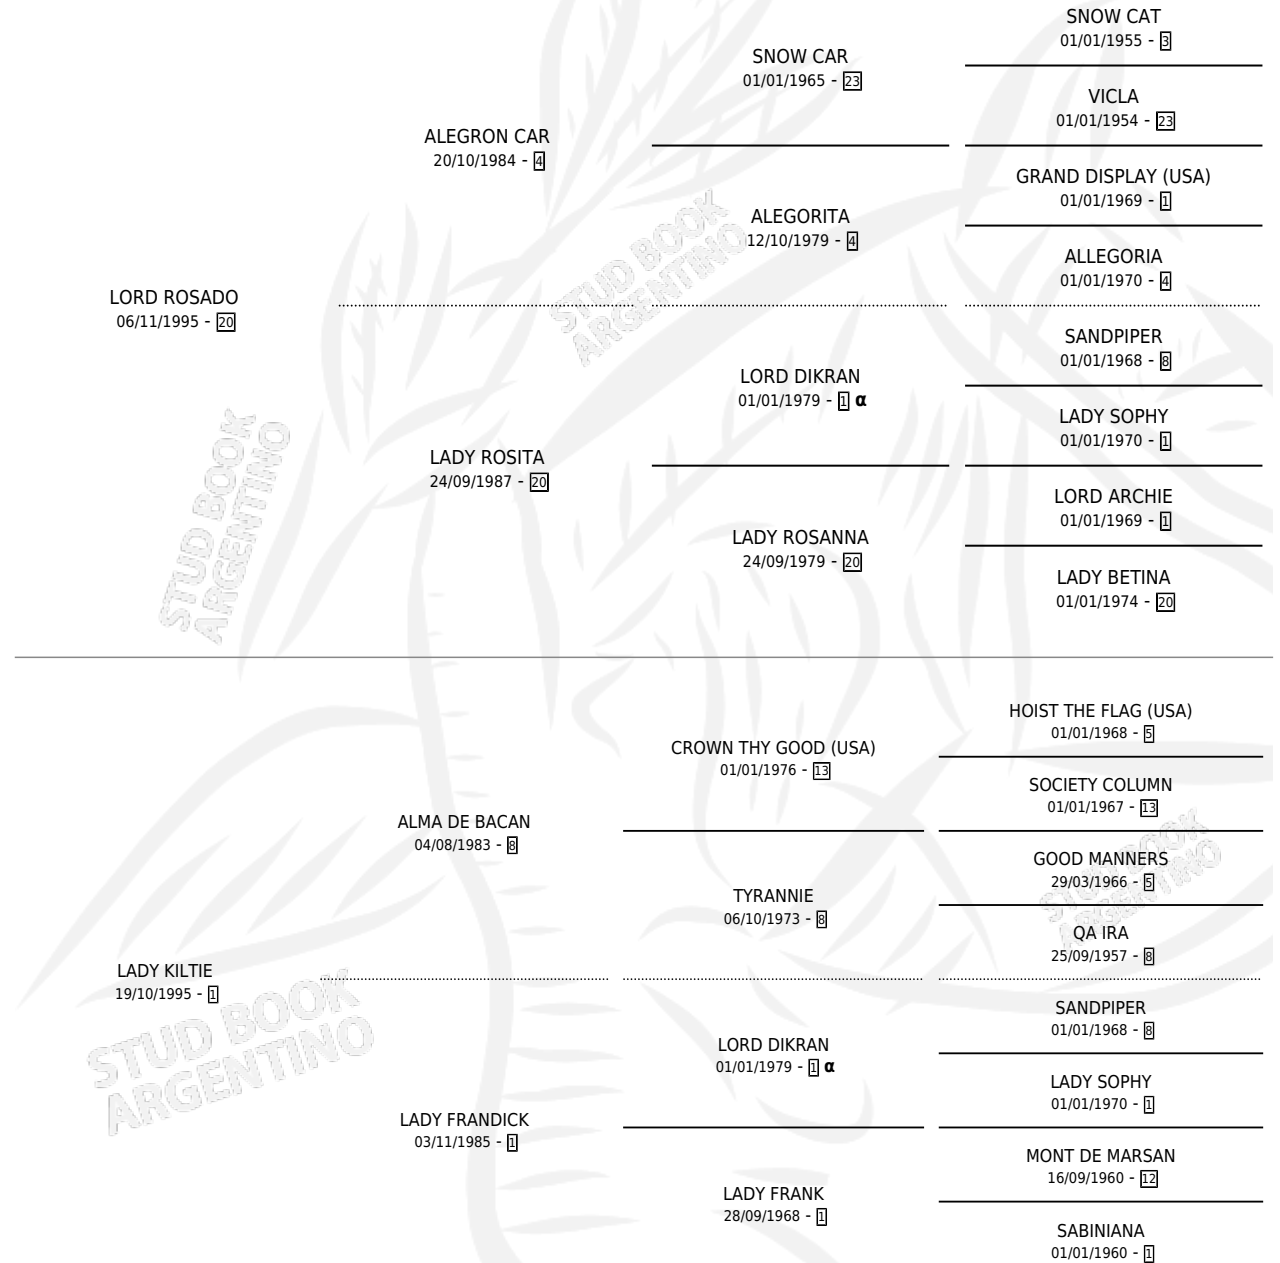 SNOW CAT
01/01/1955 - 3
SNOW CAR
01/01/1965 - 23
VICLA
01/01/1954 - 23
ALEGRON CAR
20/10/1984 - 4
GRAND DISPLAY (USA)
01/01/1969 - 1
ALEGORITA
12/10/1979 - 4
ALLEGORIA
01/01/1970 - 4
LORD ROSADO
06/11/1995 - 20
SANDPIPER
01/01/1968 - 8
LORD DIKRAN
01/01/1979 - 1 α
LADY SOPHY
01/01/1970 - 1
LADY ROSITA
24/09/1987 - 20
LORD ARCHIE
01/01/1969 - 1
LADY ROSANNA
24/09/1979 - 20
LADY BETINA
01/01/1974 - 20
STUD BOOK
ARGENTINO
STUD BOOK
ARGENTINO
HOIST THE FLAG (USA)
01/01/1968 - 5
CROWN THY GOOD (USA)
01/01/1976 - 13
SOCIETY COLUMN
01/01/1967 - 13
ALMA DE BACAN
04/08/1983 - 8
GOOD MANNERS
29/03/1966 - 5
TYRANNIE
06/10/1973 - 8
QA IRA
25/09/1957 - 8
LADY KILTIE
19/10/1995 - 1
SANDPIPER
01/01/1968 - 8
LORD DIKRAN
01/01/1979 - 1 α
LADY SOPHY
01/01/1970 - 1
LADY FRANDICK
03/11/1985 - 1
MONT DE MARSAN
16/09/1960 - 12
LADY FRANK
28/09/1968 - 1
SABINIANA
01/01/1960 - 1
STUD BOOK
ARGENTINO
STUD BOOK
ARGENTINO